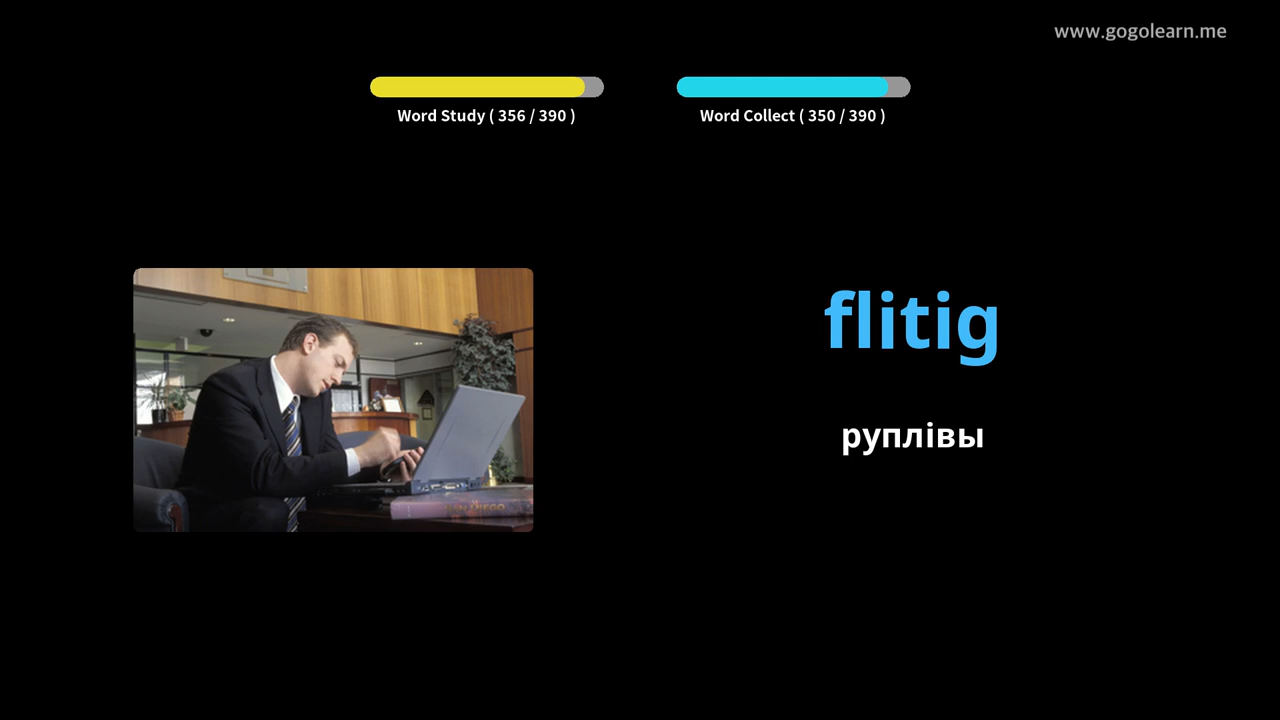 www.gogolearn.me
Word Study ( 356 / 390 )
Word Collect ( 350 / 390 )
flitig
руплівы